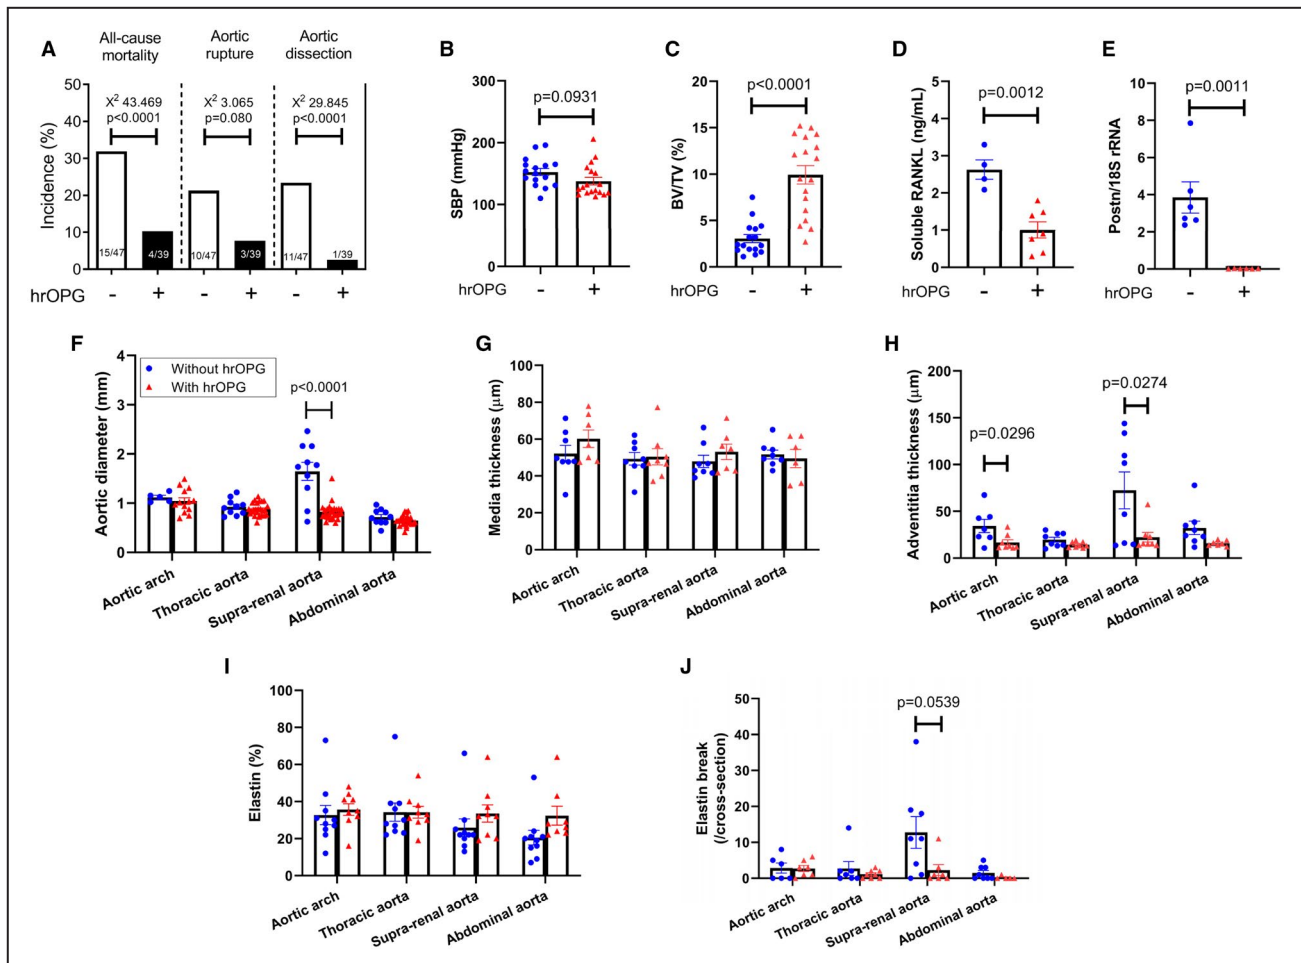 A
All-cause
mortality
Aortic
rupture
Aortic
dissection
Incidence (%)
50
40
30
20
10
0
X² 43.469
p<0.0001
X² 3.065
p=0.080
X² 29.845
p<0.0001
15/47
4/39
10/47
3/39
11/47
1/39
hrOPG - + - + - +
B
SBP (mmHg)
300
200
100
0
p=0.0931
hrOPG - +
C
BV/TV (%)
20
15
10
5
0
p<0.0001
hrOPG - +
D
Soluble RANKL (ng/mL)
5
4
3
2
1
0
p=0.0012
hrOPG - +
E
Postn/18S rRNA
10
8
6
4
2
0
p=0.0011
hrOPG - +
F
Aortic diameter (mm)
4
3
2
1
0
Without hrOPG
With hrOPG
p<0.0001
Aortic arch
Thoracic aorta
Supra-renal aorta
Abdominal aorta
G
Media thickness (μm)
100
80
60
40
20
0
Aortic arch
Thoracic aorta
Supra-renal aorta
Abdominal aorta
H
Adventitia thickness (μm)
200
150
100
50
0
p=0.0296
p=0.0274
Aortic arch
Thoracic aorta
Supra-renal aorta
Abdominal aorta
I
Elastin (%)
100
80
60
40
20
0
Aortic arch
Thoracic aorta
Supra-renal aorta
Abdominal aorta
J
Elastin break
(/cross-section)
50
40
30
20
10
0
p=0.0539
Aortic arch
Thoracic aorta
Supra-renal aorta
Abdominal aorta